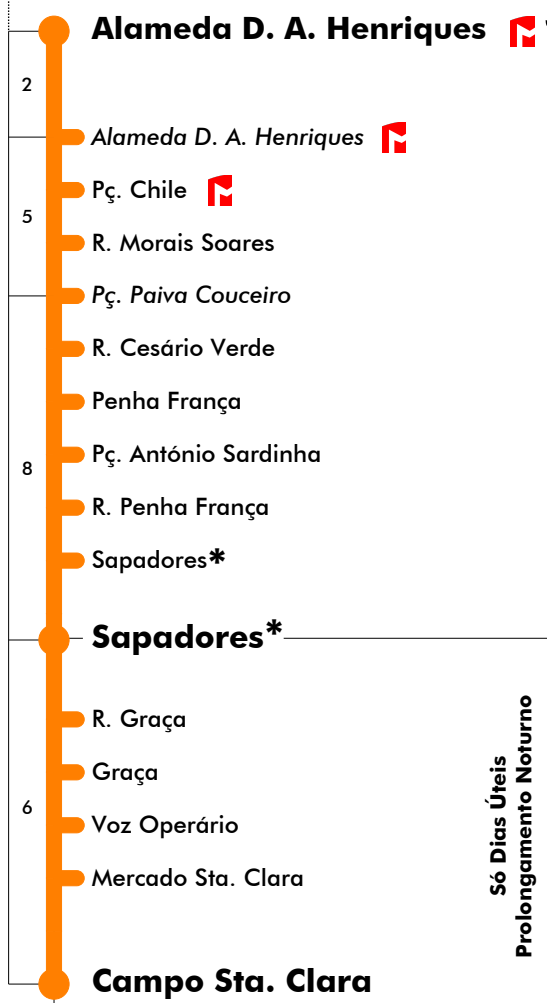 Alameda D. A. Henriques
2
Alameda D. A. Henriques
Pç. Chile
5
R. Morais Soares
Pç. Paiva Couceiro
R. Cesário Verde
Penha França
Pç. António Sardinha
8
R. Penha França
Sapadores*
Sapadores*
R. Graça
Graça
6
Voz Operário
Mercado Sta. Clara
Só Dias Úteis
Prolongamento Noturno
Campo Sta. Clara